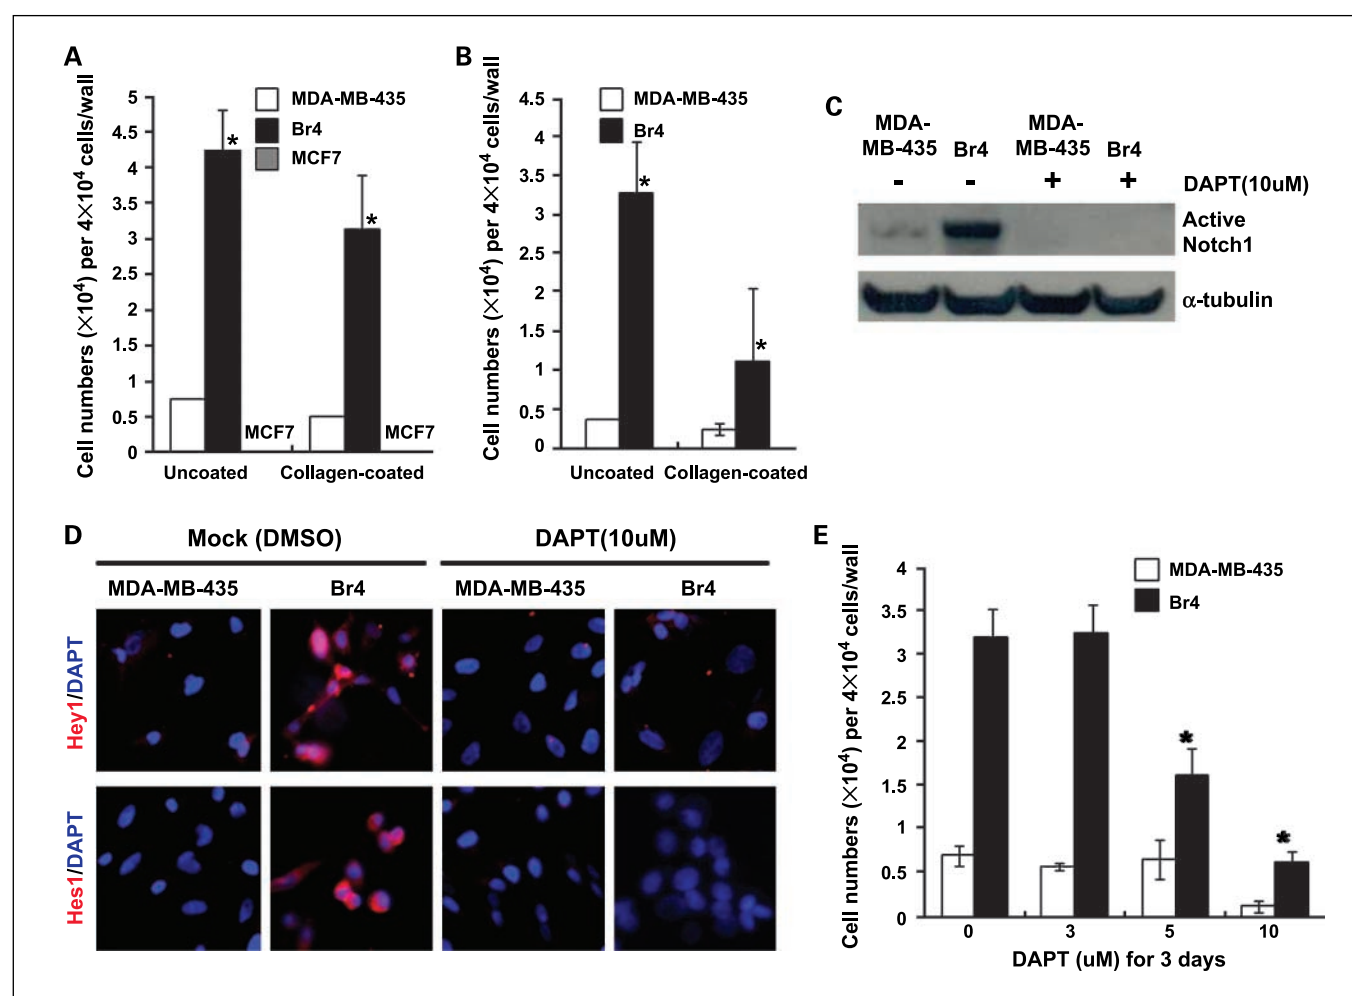 A
Cell numbers (×10⁴) per 4×10⁴ cells/wall
5
4.5
4
3.5
3
2.5
2
1.5
1
0.5
0
MDA-MB-435
Br4
MCF7
*
*
MCF7
MCF7
Uncoated
Collagen-coated
B
Cell numbers (×10⁴) per 4×10⁴ cells/wall
4.5
4
3.5
3
2.5
2
1.5
1
0.5
0
MDA-MB-435
Br4
*
*
Uncoated
Collagen-coated
C
MDA-
MB-435
Br4
MDA-
MB-435
Br4
- - + +
DAPT(10uM)
Active
Notch1
α-tubulin
D
Mock (DMSO)
DAPT(10uM)
MDA-MB-435
Br4
MDA-MB-435
Br4
Hey1/DAPT
Hes1/DAPT
E
Cell numbers (×10⁴) per 4×10⁴ cells/wall
4
3.5
3
2.5
2
1.5
1
0.5
0
MDA-MB-435
Br4
*
*
0 3 5 10
DAPT (uM) for 3 days